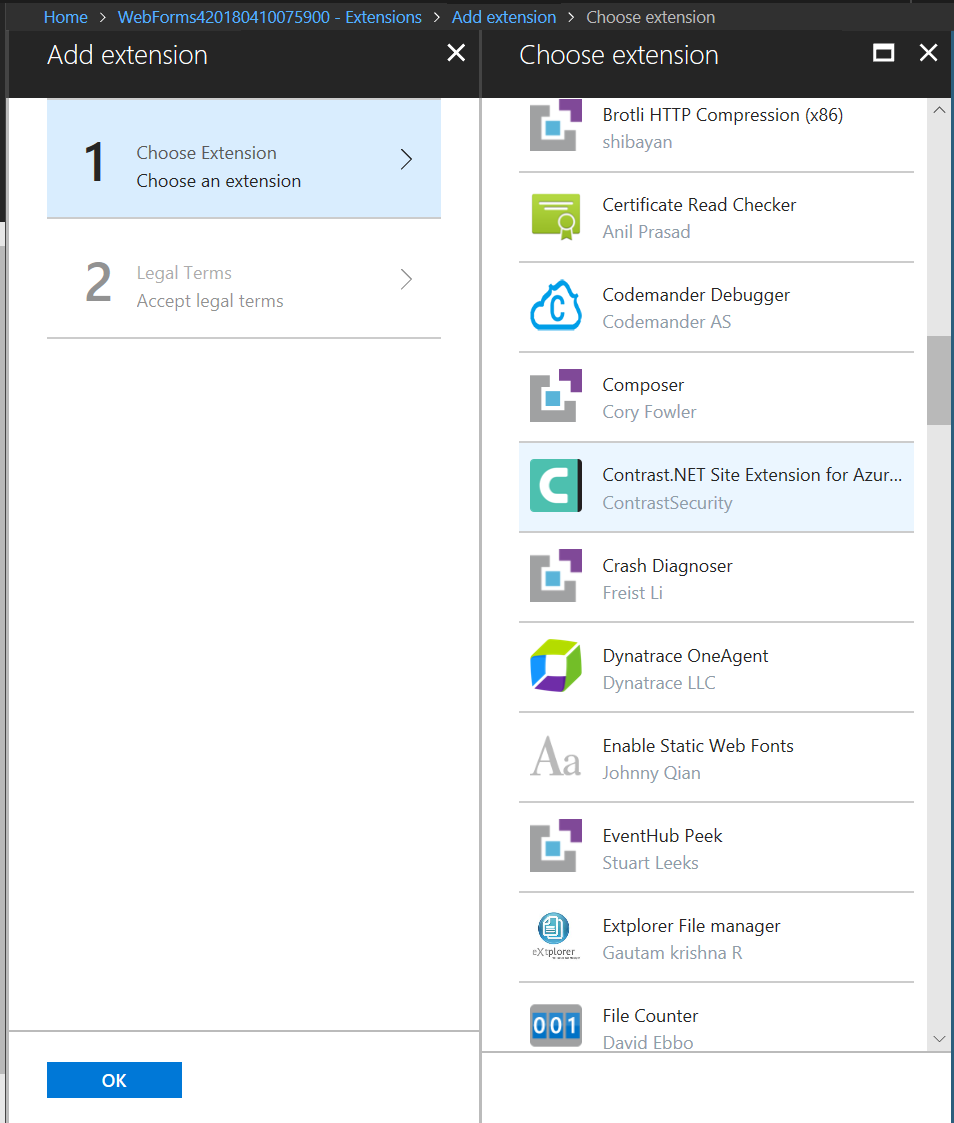 Home > WebForms420180410075900 - Extensions > Add extension > Choose extension
Add extension
1
Choose Extension
Choose an extension
2
Legal Terms
Accept legal terms
OK
Choose extension
Brotli HTTP Compression (x86)
shibayan
Certificate Read Checker
Anil Prasad
C
Codemander Debugger
Codemander AS
Composer
Cory Fowler
C
Contrast.NET Site Extension for Azur...
ContrastSecurity
Crash Diagnoser
Freist Li
Dynatrace OneAgent
Dynatrace LLC
Aa
Enable Static Web Fonts
Johnny Qian
EventHub Peek
Stuart Leeks
eXtplorer
Extplorer File manager
Gautam krishna R
001
File Counter
David Ebbo